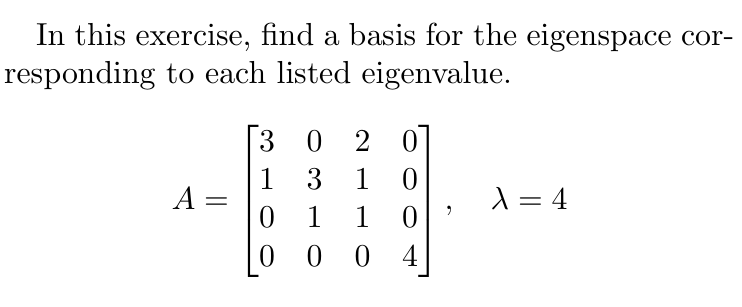 In this exercise, find a basis for the eigenspace cor-
responding to each listed eigenvalue.
A = [3 0 2 0
1 3 1 0
0 1 1 0
0 0 0 4], λ = 4